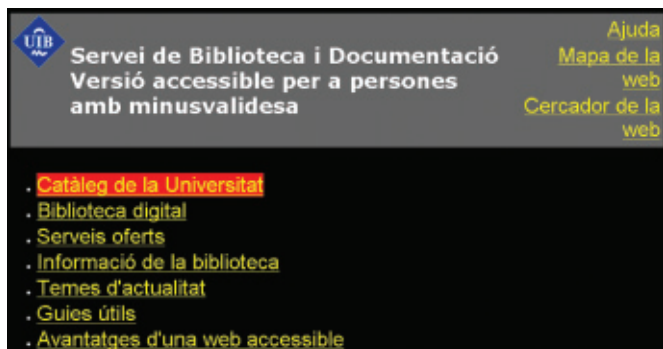 UIB
Servei de Biblioteca i Documentació
Versió accessible per a persones
amb minusvalidesa
Ajuda
Mapa de la
web
Cercador de la
web
. Catàleg de la Universitat
. Biblioteca digital
. Serveis oferts
. Informació de la biblioteca
. Temes d'actualitat
. Guies útils
. Avantatges d'una web accessible